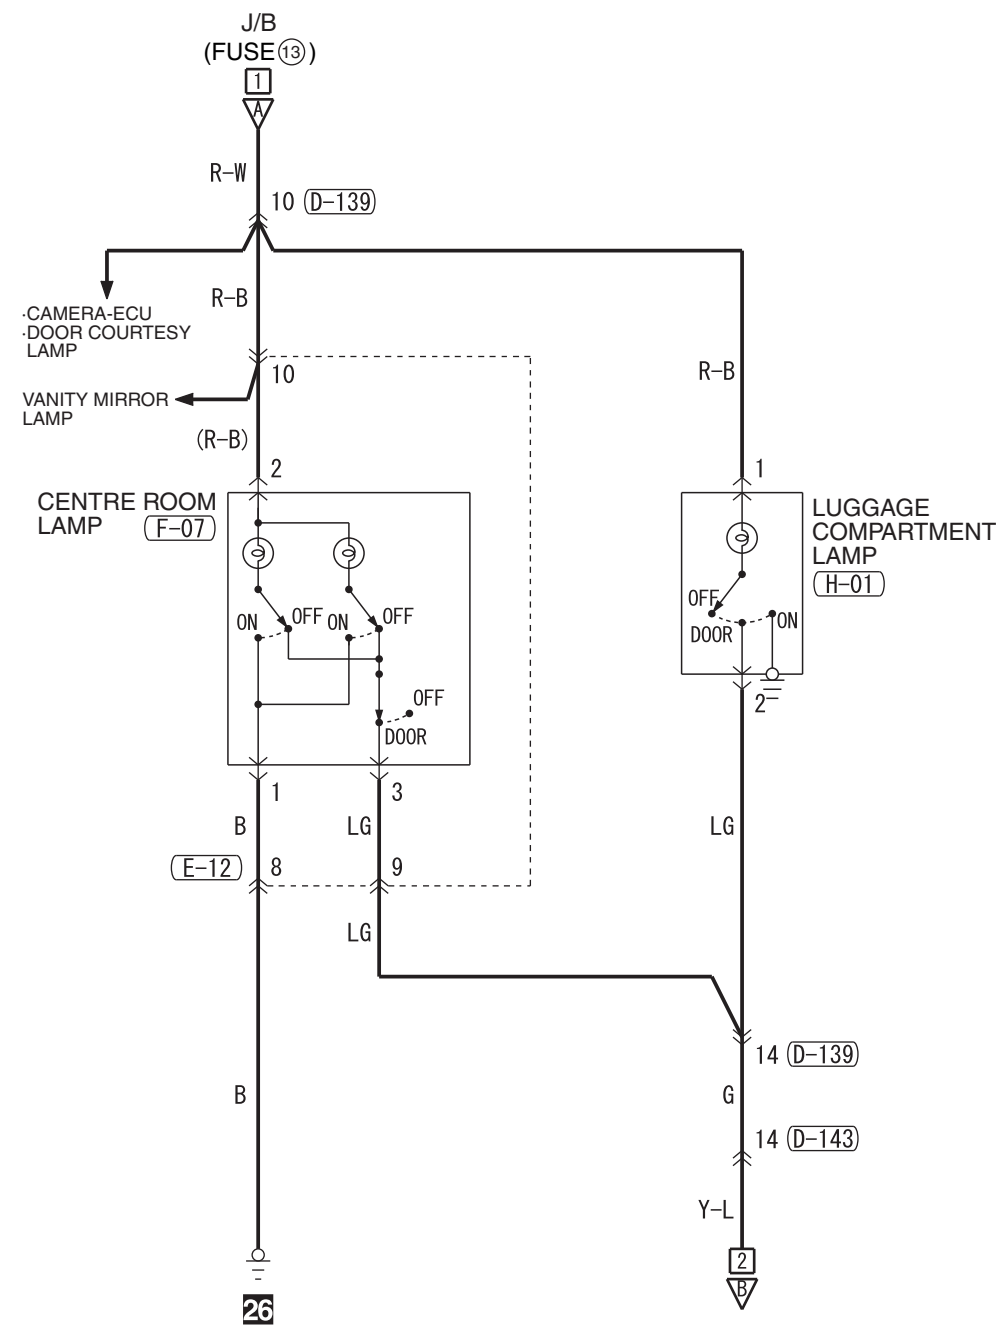 J/B
(FUSE 13)
1
A
R-W
10 D-139
R-B
·CAMERA-ECU
·DOOR COURTESY
LAMP
10
R-B
VANITY MIRROR
LAMP
(R-B)
2
1
CENTRE ROOM
LAMP F-07
LUGGAGE
COMPARTMENT
LAMP
H-01
ON OFF ON OFF
OFF
DOOR
ON
OFF
DOOR
2
1
3
B
LG
LG
E-12 8
9
LG
14 D-139
B
G
14 D-143
Y-L
2
B
26